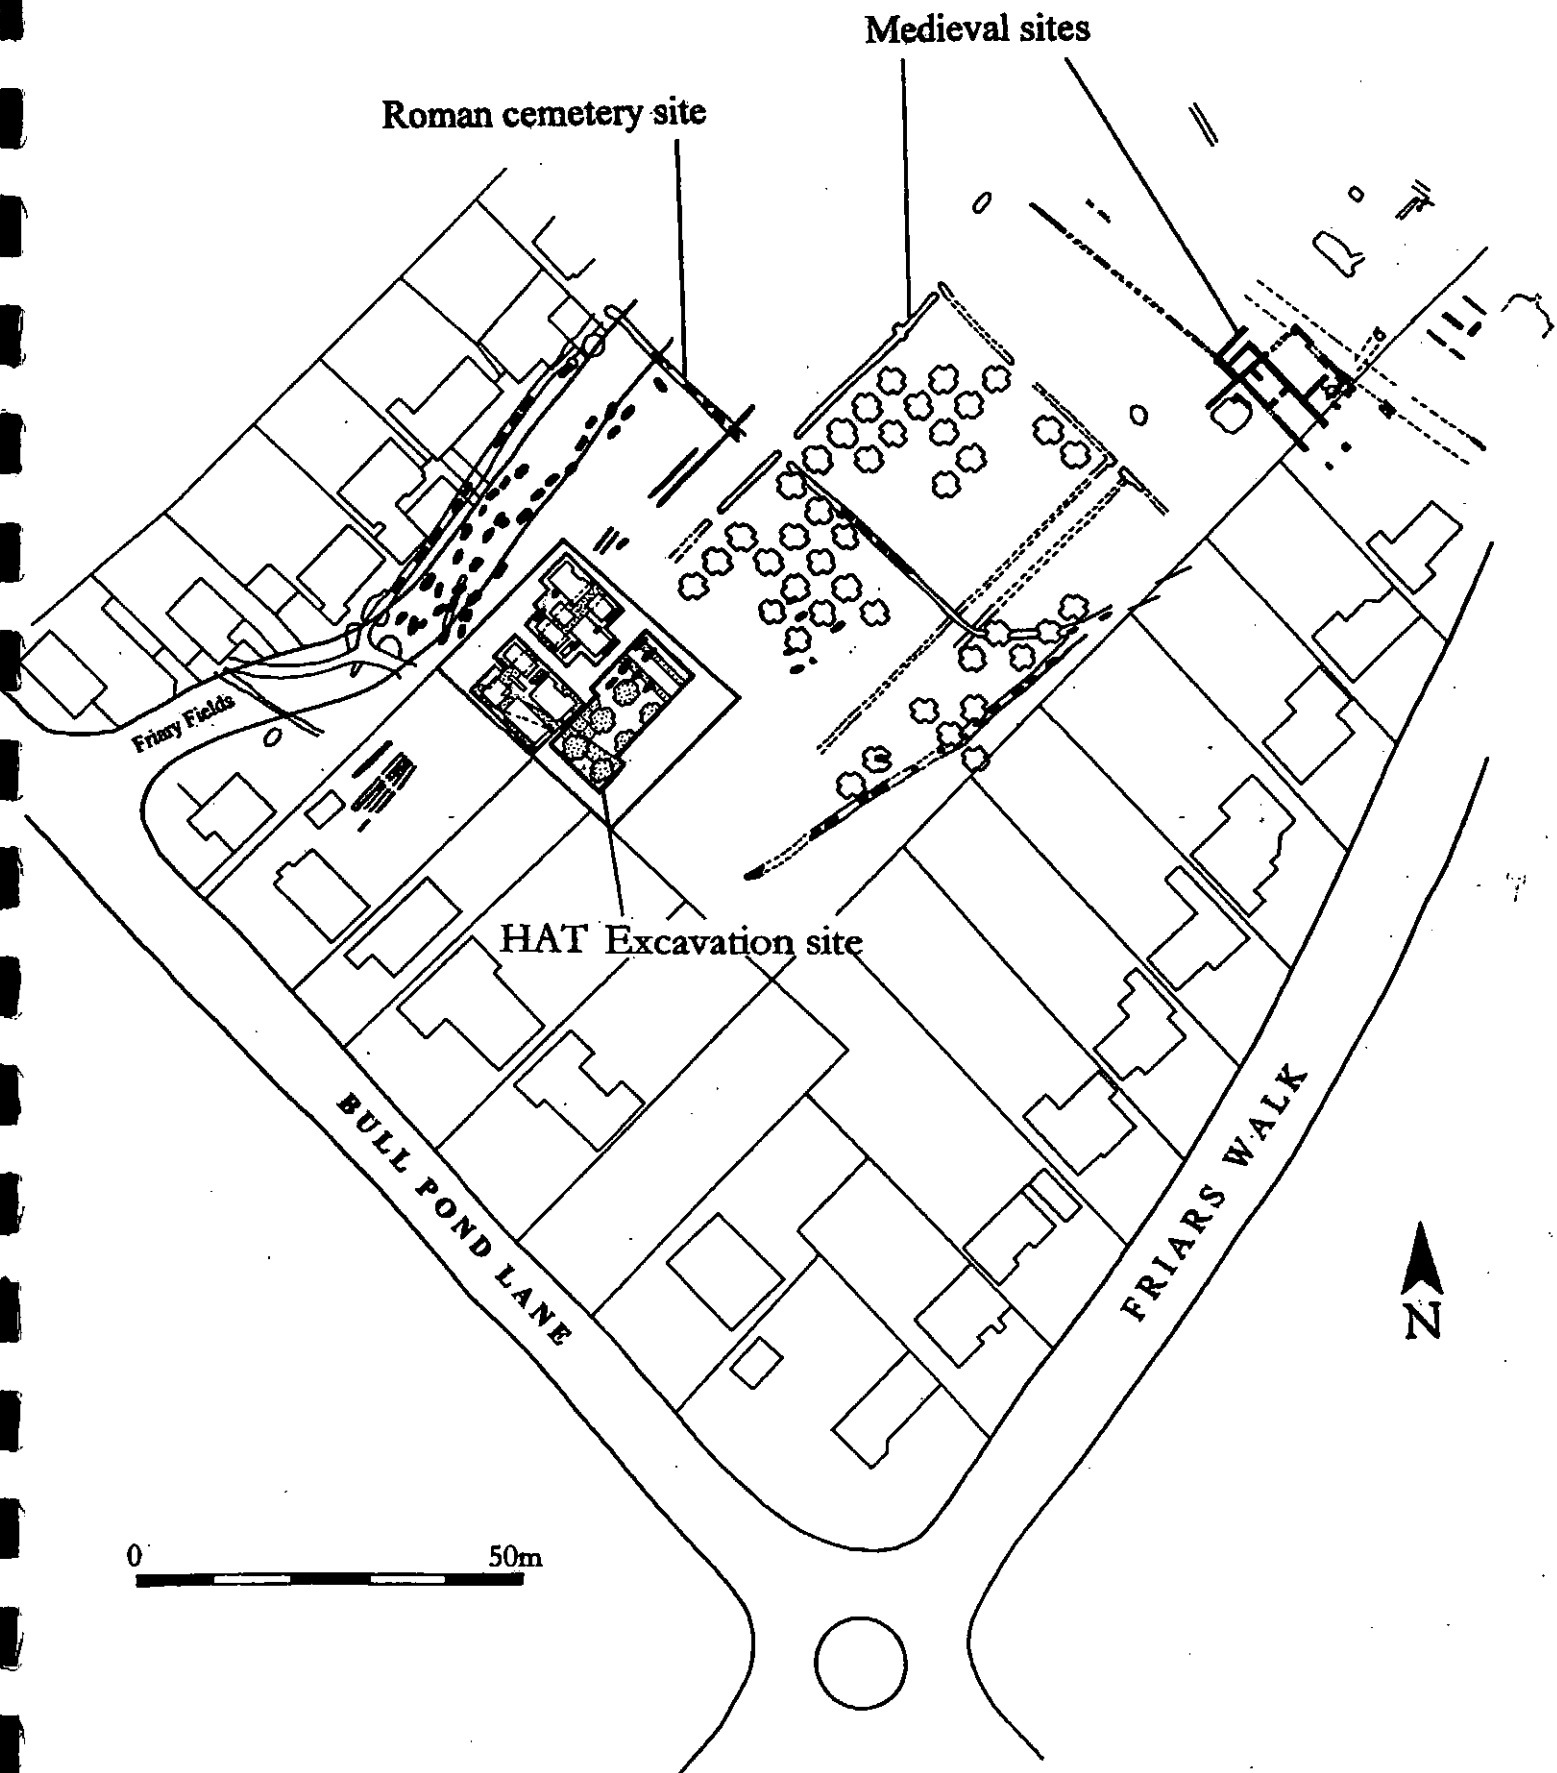 Medieval sites
Roman cemetery site
Friary Fields
HAT Excavation site
BULL POND LANE
FRIARS WALK
N
0 50m